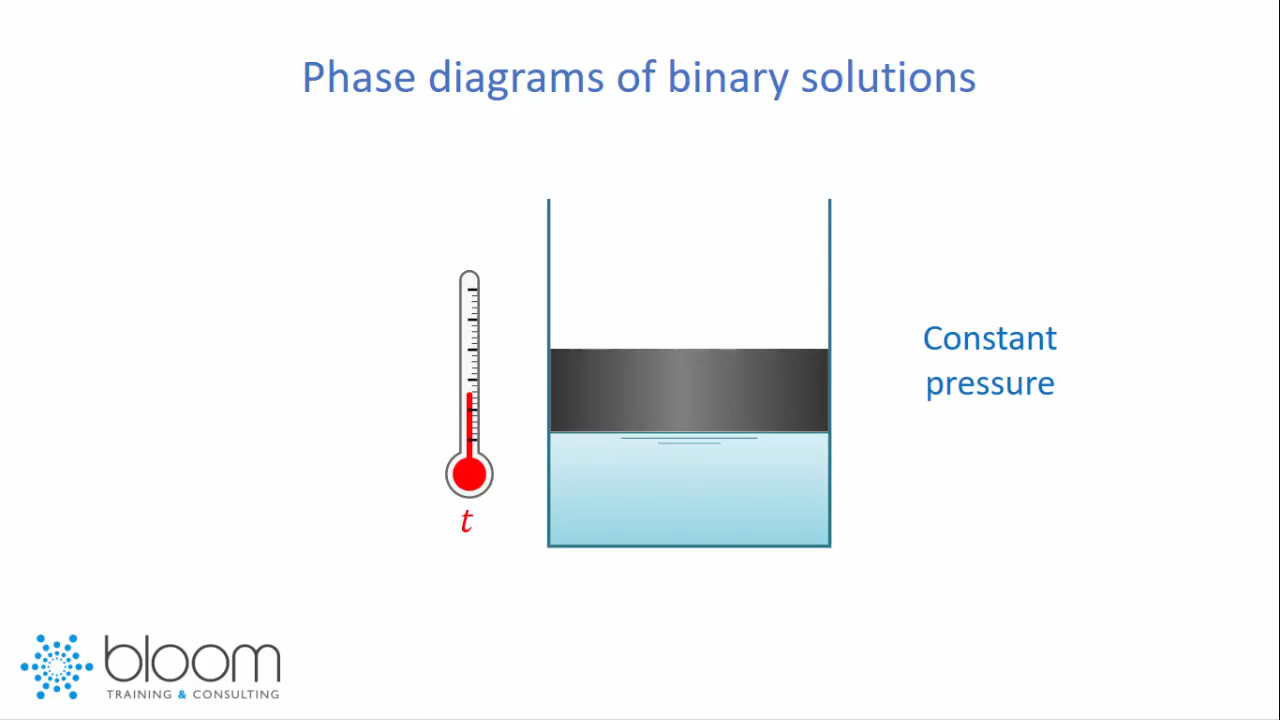 Phase diagrams of binary solutions
Constant
pressure
t
bloom
TRAINING & CONSULTING